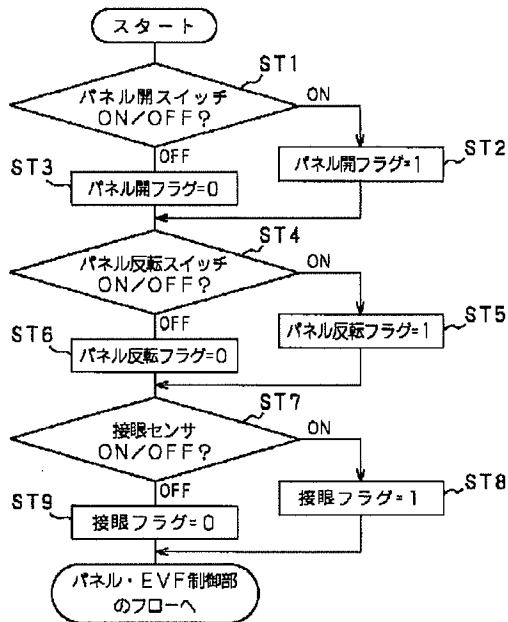 スタート
ST1
パネル開スイッチ
ON/OFF?
ON
OFF
ST2
パネル開フラグ=1
ST3
パネル開フラグ=0
ST4
パネル反転スイッチ
ON/OFF?
ON
OFF
ST5
パネル反転フラグ=1
ST6
パネル反転フラグ=0
ST7
接眼センサ
ON/OFF?
ON
OFF
ST8
接眼フラグ=1
ST9
接眼フラグ=0
パネル・EVF制御部
のフローへ